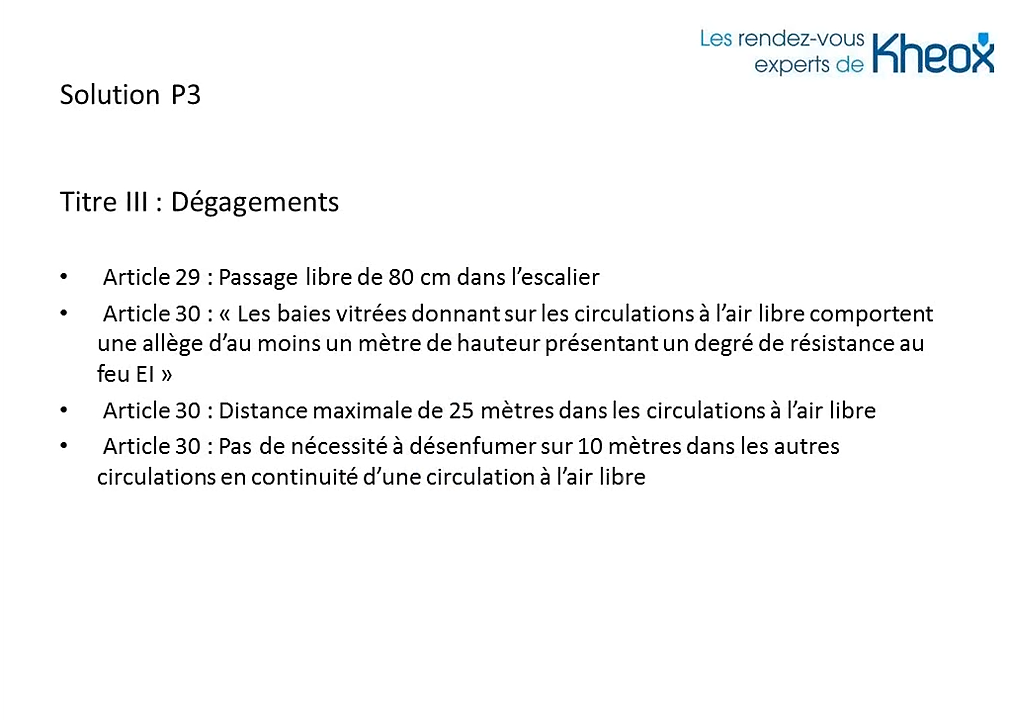 Les rendez-vous
experts de Kheox
Solution P3
Titre III : Dégagements
• Article 29 : Passage libre de 80 cm dans l’escalier
• Article 30 : « Les baies vitrées donnant sur les circulations à l’air libre comportent
une allège d’au moins un mètre de hauteur présentant un degré de résistance au
feu EI »
• Article 30 : Distance maximale de 25 mètres dans les circulations à l’air libre
• Article 30 : Pas de nécessité à désenfumer sur 10 mètres dans les autres
circulations en continuité d’une circulation à l’air libre